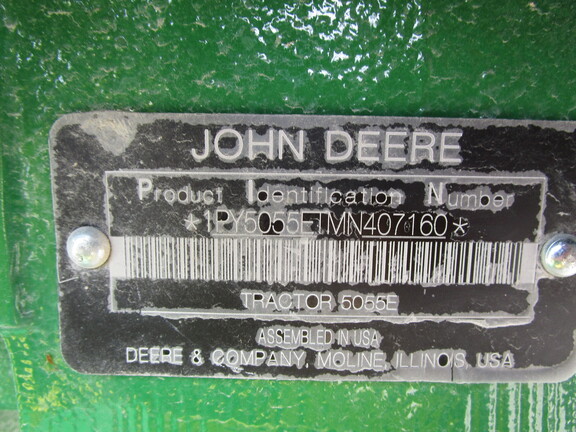 JOHN DEERE
Product Identification Number
*1PY5055ETMN407160*
TRACTOR 5055E
ASSEMBLED IN USA
DEERE & COMPANY, MOLINE, ILLINOIS, USA